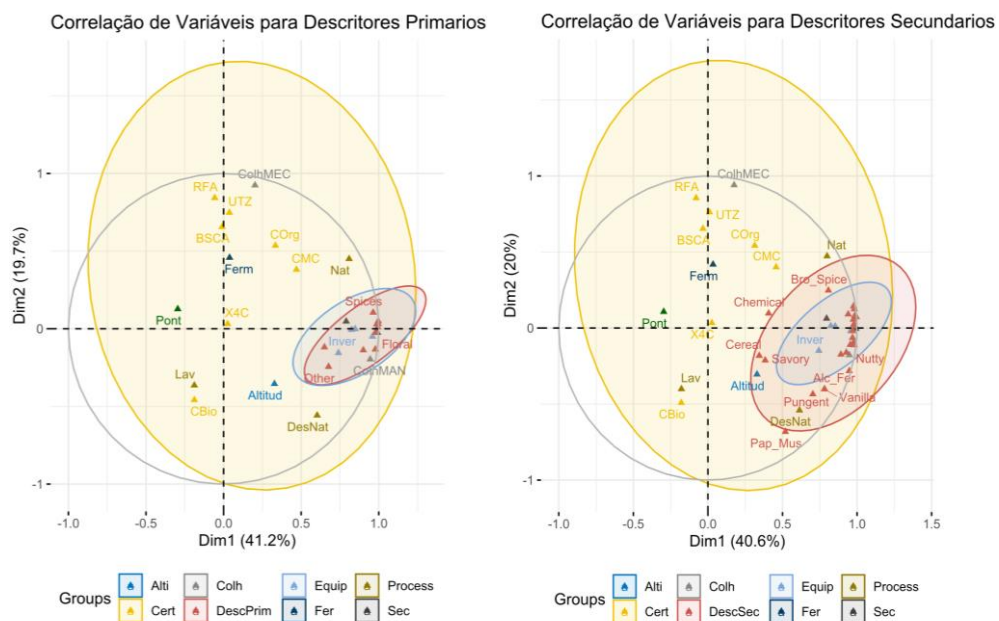 Correlação de Variáveis para Descritores Primarios
Dim2 (19.7%)
1
0
-1
ColhMEC
RFA
UTZ
BSCA
COrg
CMC
Ferm
Nat
Spices
Pont
X4C
Inver
Floral
Other
ColhMAN
Lav
CBio
Altitud
DesNat
-1.0
-0.5
0.0
0.5
1.0
Dim1 (41.2%)
Groups
Alti
Colh
Equip
Process
Cert
DescPrim
Fer
Sec
Correlação de Variáveis para Descritores Secundarios
Dim2 (20%)
1
0
-1
ColhMEC
RFA
UTZ
BSCA
COrg
CMC
Ferm
Nat
Bro_Spice
Chemical
Pont
X4C
Inver
Cereal
Savory
Nutty
Lav
CBio
Altitud
Alc_Fer
Vanilla
Pungent
DesNat
Pap_Mus
-1.0
-0.5
0.0
0.5
1.0
1.5
Dim1 (40.6%)
Groups
Alti
Colh
Equip
Process
Cert
DescSec
Fer
Sec